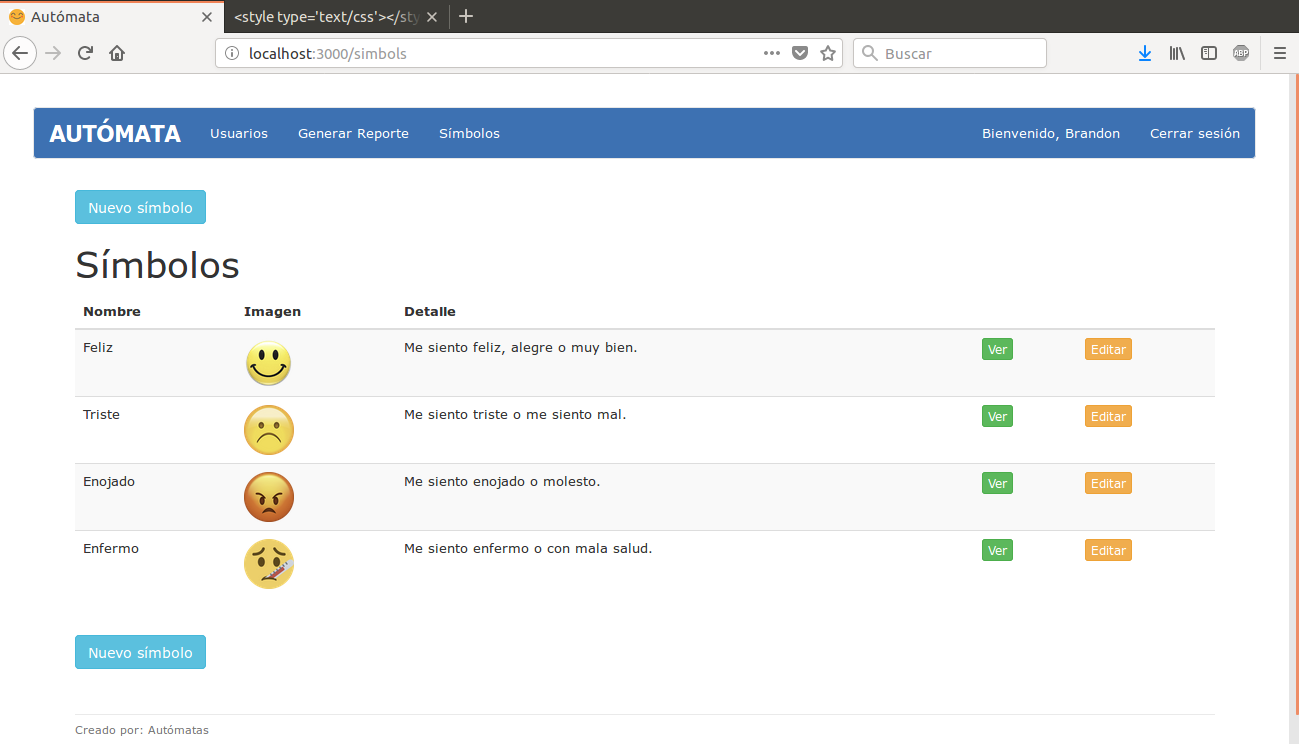 Autómata
<style type='text/css'></sty
localhost:3000/simbols
Buscar
ABP
AUTÓMATA Usuarios Generar Reporte Símbolos Bienvenido, Brandon Cerrar sesión
Nuevo símbolo
Símbolos
Nombre Imagen Detalle
Feliz Me siento feliz, alegre o muy bien. Ver Editar
Triste Me siento triste o me siento mal. Ver Editar
Enojado Me siento enojado o molesto. Ver Editar
Enfermo Me siento enfermo o con mala salud. Ver Editar
Nuevo símbolo
Creado por: Autómatas